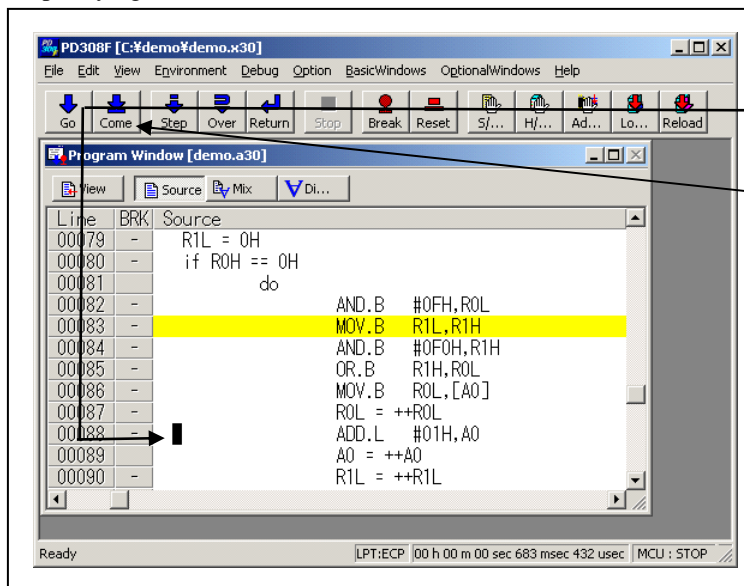 PD308F [C:¥demo¥demo.x30]
File Edit View Environment Debug Option BasicWindows OptionalWindows Help
Go Come Step Over Return Stop Break Reset S/... H/... Ad... Lo... Reload
Program Window [demo.a30]
View Source Mix Di...
Line BRK Source
00079 - R1L = 0H
00080 - if R0H == 0H
00081 do
00082 - AND.B #0FH,R0L
00083 - MOV.B R1L,R1H
00084 - AND.B #0F0H,R1H
00085 - OR.B R1H,R0L
00086 - MOV.B R0L,[A0]
00087 - R0L = ++R0L
00088 - ADD.L #01H,A0
00089 A0 = ++A0
00090 - R1L = ++R1L
Ready LPT:ECP 00 h 00 m 00 sec 683 msec 432 usec MCU : STOP